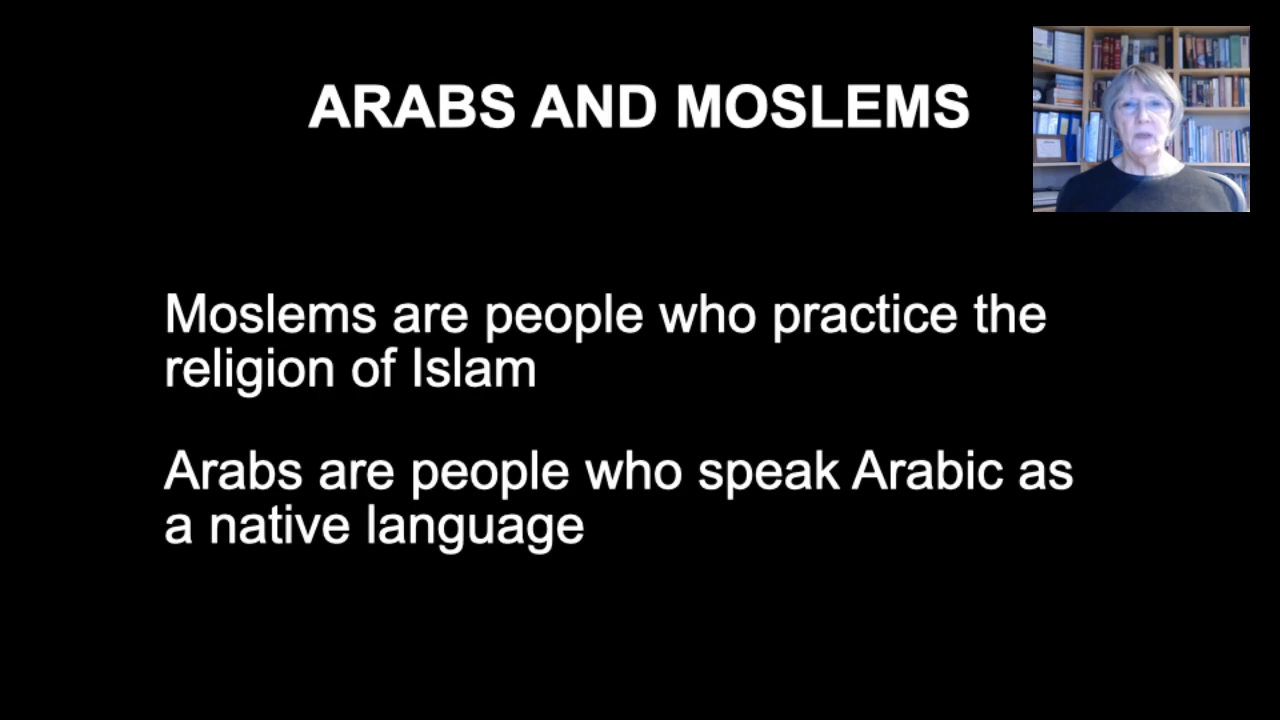 ARABS AND MOSLEMS
Moslems are people who practice the
religion of Islam
Arabs are people who speak Arabic as
a native language